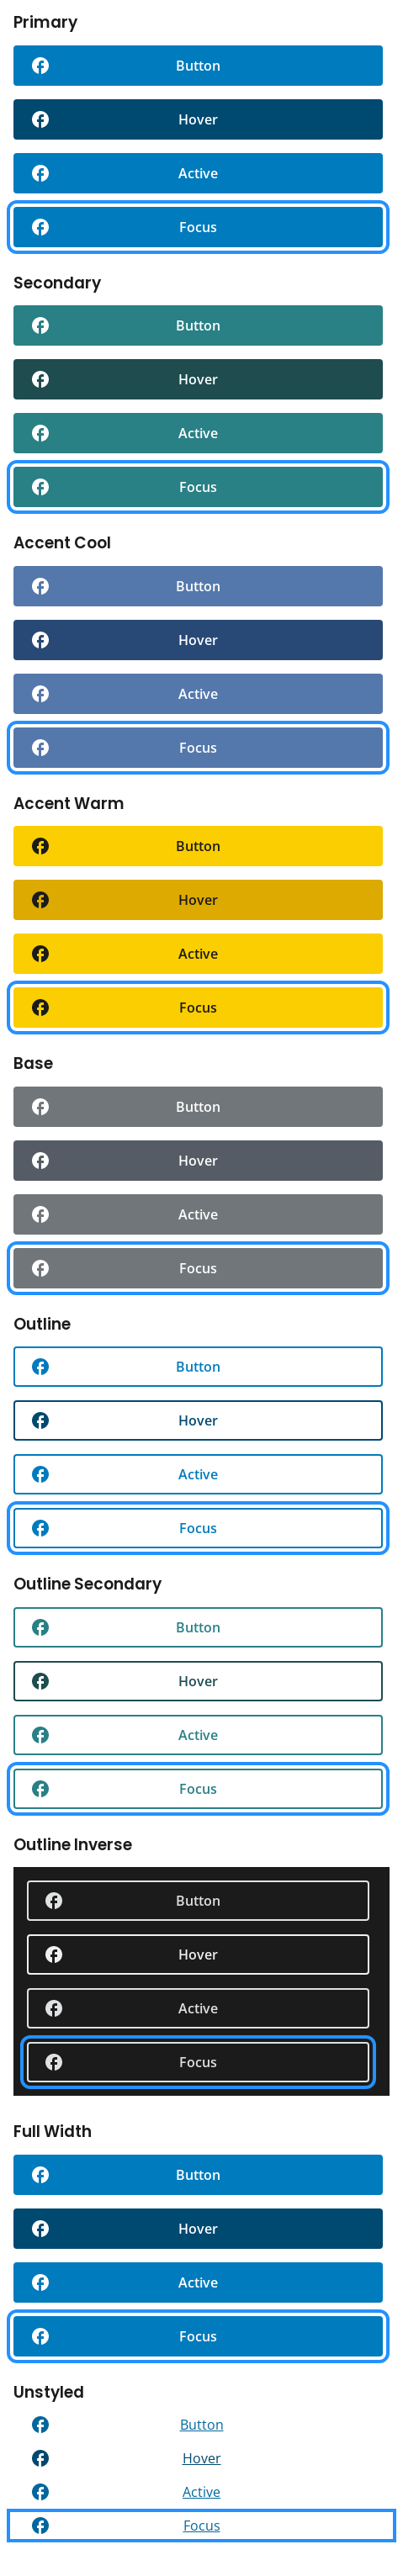 Primary
Button
Hover
Active
Focus
Secondary
Button
Hover
Active
Focus
Accent Cool
Button
Hover
Active
Focus
Accent Warm
Button
Hover
Active
Focus
Base
Button
Hover
Active
Focus
Outline
Button
Hover
Active
Focus
Outline Secondary
Button
Hover
Active
Focus
Outline Inverse
Button
Hover
Active
Focus
Full Width
Button
Hover
Active
Focus
Unstyled
Button
Hover
Active
Focus